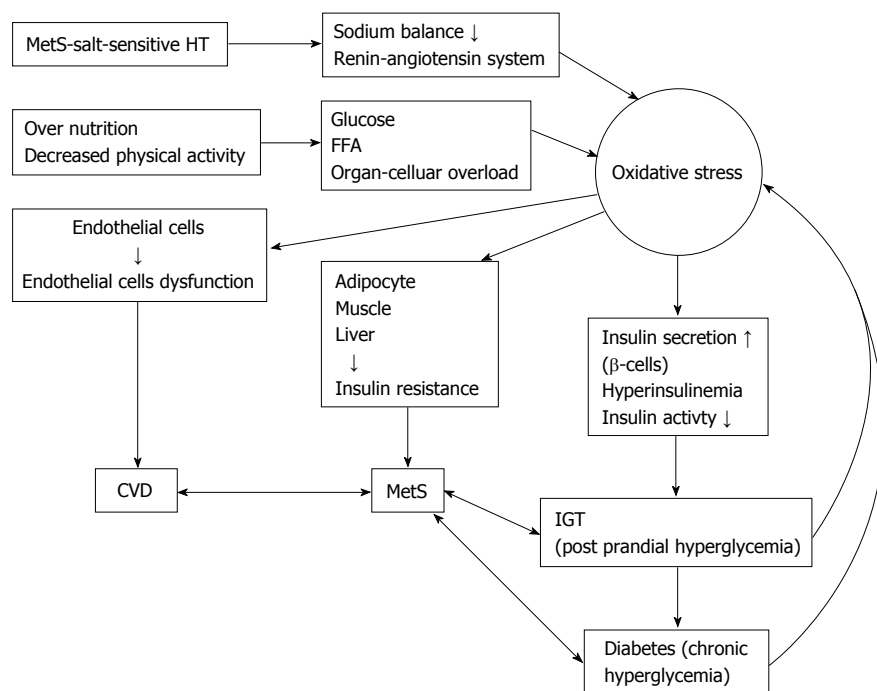 MetS-salt-sensitive HT
Sodium balance ↓
Renin-angiotensin system
Over nutrition
Decreased physical activity
Glucose
FFA
Organ-celluar overload
Oxidative stress
Endothelial cells
↓
Endothelial cells dysfunction
Adipocyte
Muscle
Liver
↓
Insulin resistance
Insulin secretion ↑
(β-cells)
Hyperinsulinemia
Insulin activty ↓
CVD
MetS
IGT
(post prandial hyperglycemia)
Diabetes (chronic
hyperglycemia)